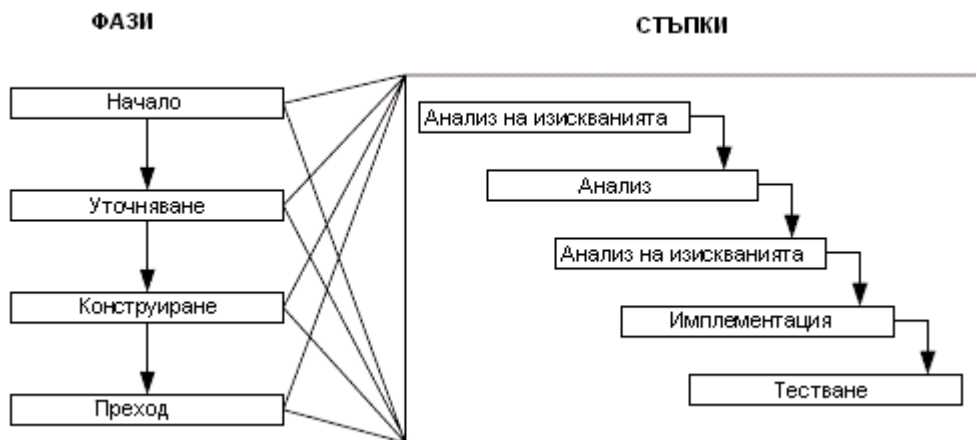 ФАЗИ
СТЪПКИ
Начало
Уточняване
Конструиране
Преход
Анализ на изискванията
Анализ
Анализ на изискванията
Имплементация
Тестване